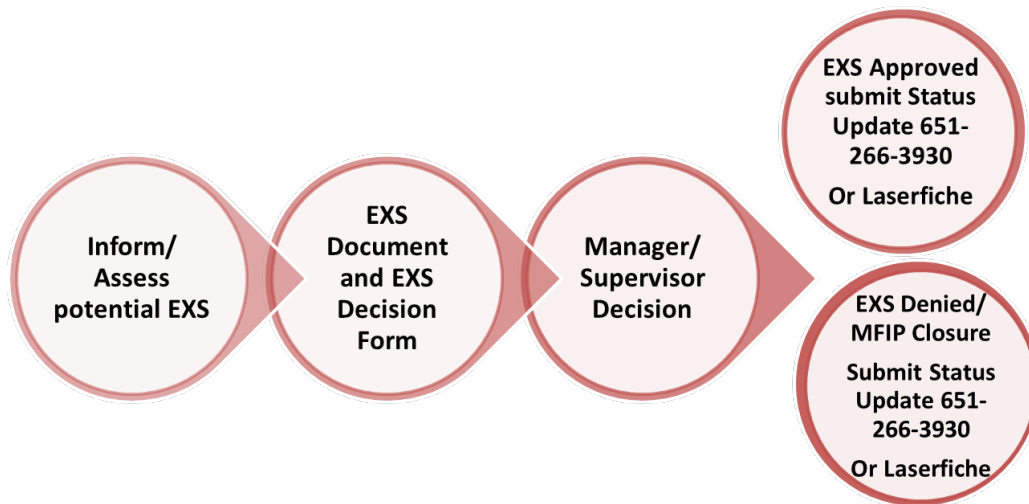 Inform/
Assess
potential EXS
EXS
Document
and EXS
Decision
Form
Manager/
Supervisor
Decision
EXS Approved
submit Status
Update 651-
266-3930
Or Laserfiche
EXS Denied/
MFIP Closure
Submit Status
Update 651-
266-3930
Or Laserfiche